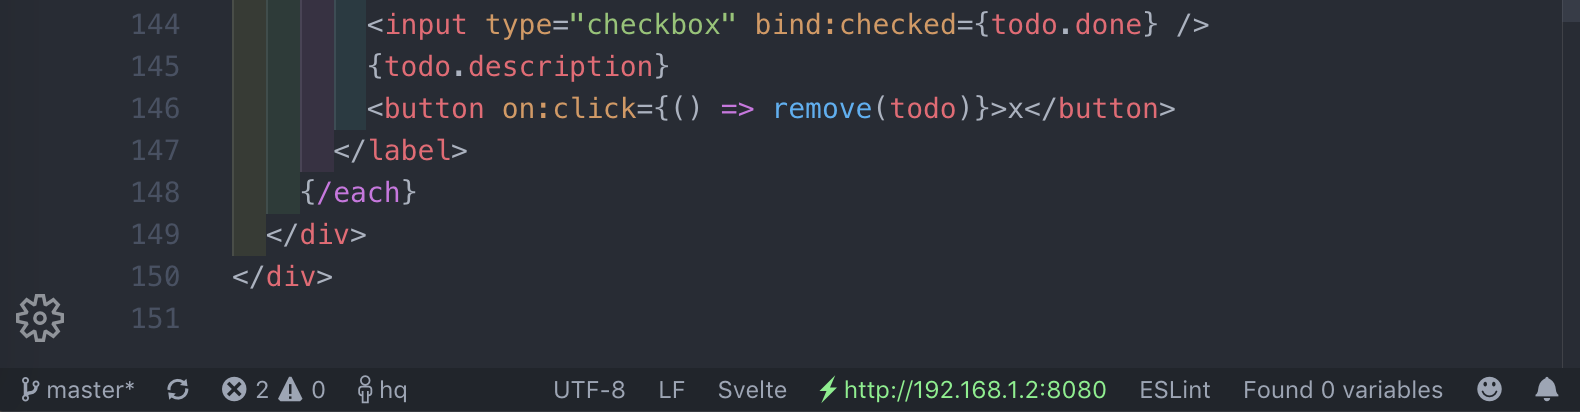 144 <input type="checkbox" bind:checked={todo.done} />
145 {todo.description}
146 <button on:click={() => remove(todo)}>x</button>
147 </label>
148 {/each}
149 </div>
150 </div>
151
master* 2 0 hq UTF-8 LF Svelte http://192.168.1.2:8080 ESLint Found 0 variables